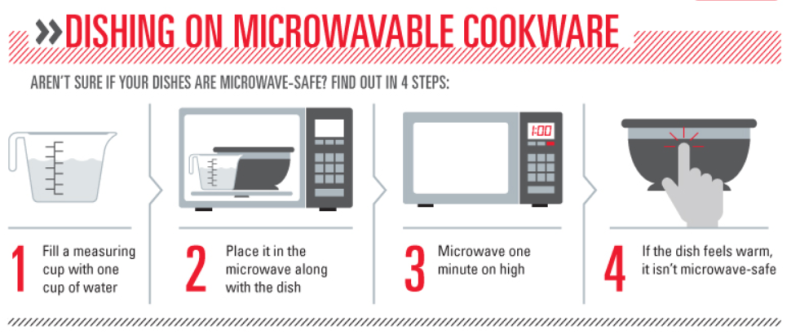 DISHING ON MICROWAVABLE COOKWARE
AREN'T SURE IF YOUR DISHES ARE MICROWAVE-SAFE? FIND OUT IN 4 STEPS:
1:00
1
Fill a measuring
cup with one
cup of water
2
Place it in the
microwave along
with the dish
3
Microwave one
minute on high
4
If the dish feels warm,
it isn't microwave-safe